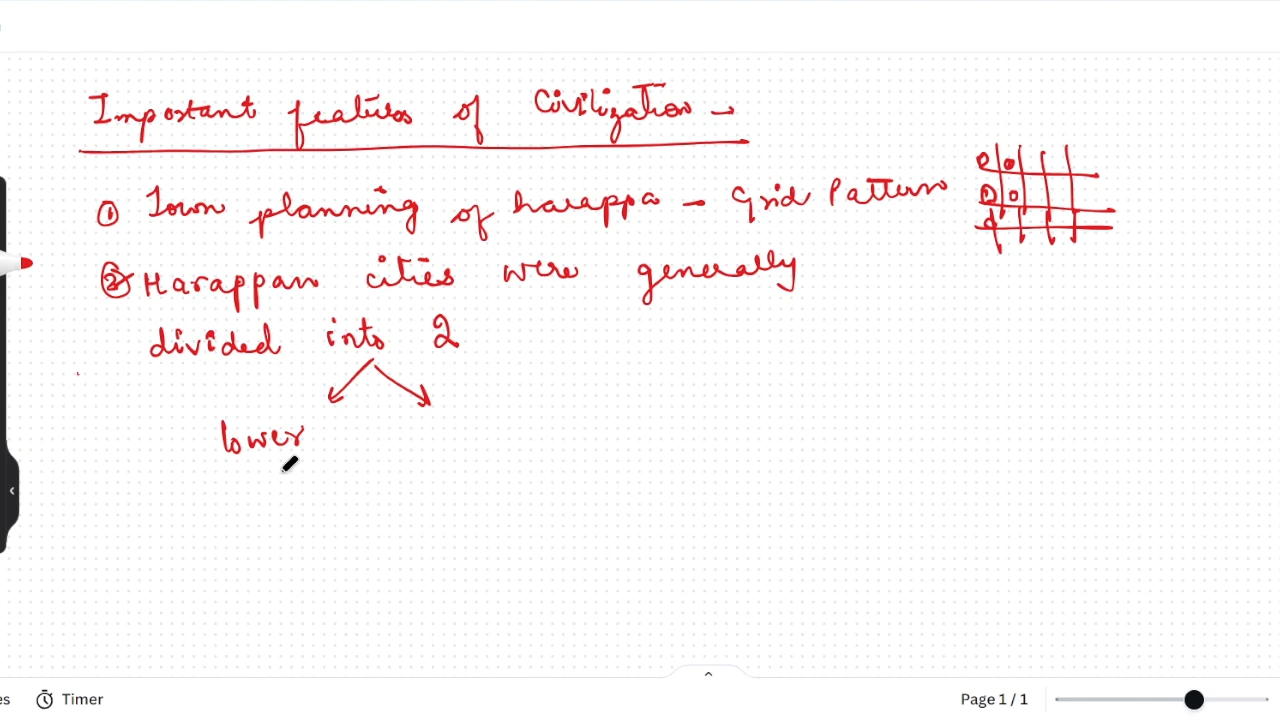 Important features of Civilization →
① Town planning of harappa - Grid Pattern
② Harappan cities were generally
divided into 2
lower
es Timer
Page 1 / 1